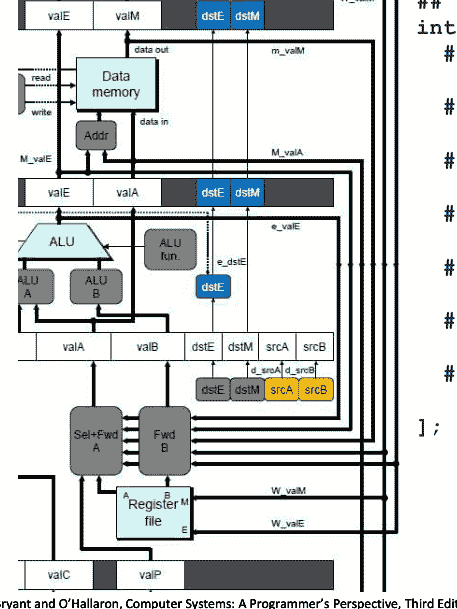 W_valM
##
valE valM dstE dstM
int
data out
m_valM
#
read
Data
memory
#
write
data in
Addr
M_valE
M_valA
#
valE valA dstE dstM
#
e_valE
ALU
ALU
fun.
e_dstE
#
ALU
A
ALU
B
dstE
#
valA valB dstE dstM srcA srcB
d_srcA d_srcB
#
dstE dstM srcA srcB
];
Sel+Fwd
A
Fwd
B
A B
W_valM
Register
file
M
W_valE
E
valC valP
Bryant and O'Hallaron, Computer Systems: A Programmer's Perspective, Third Edit